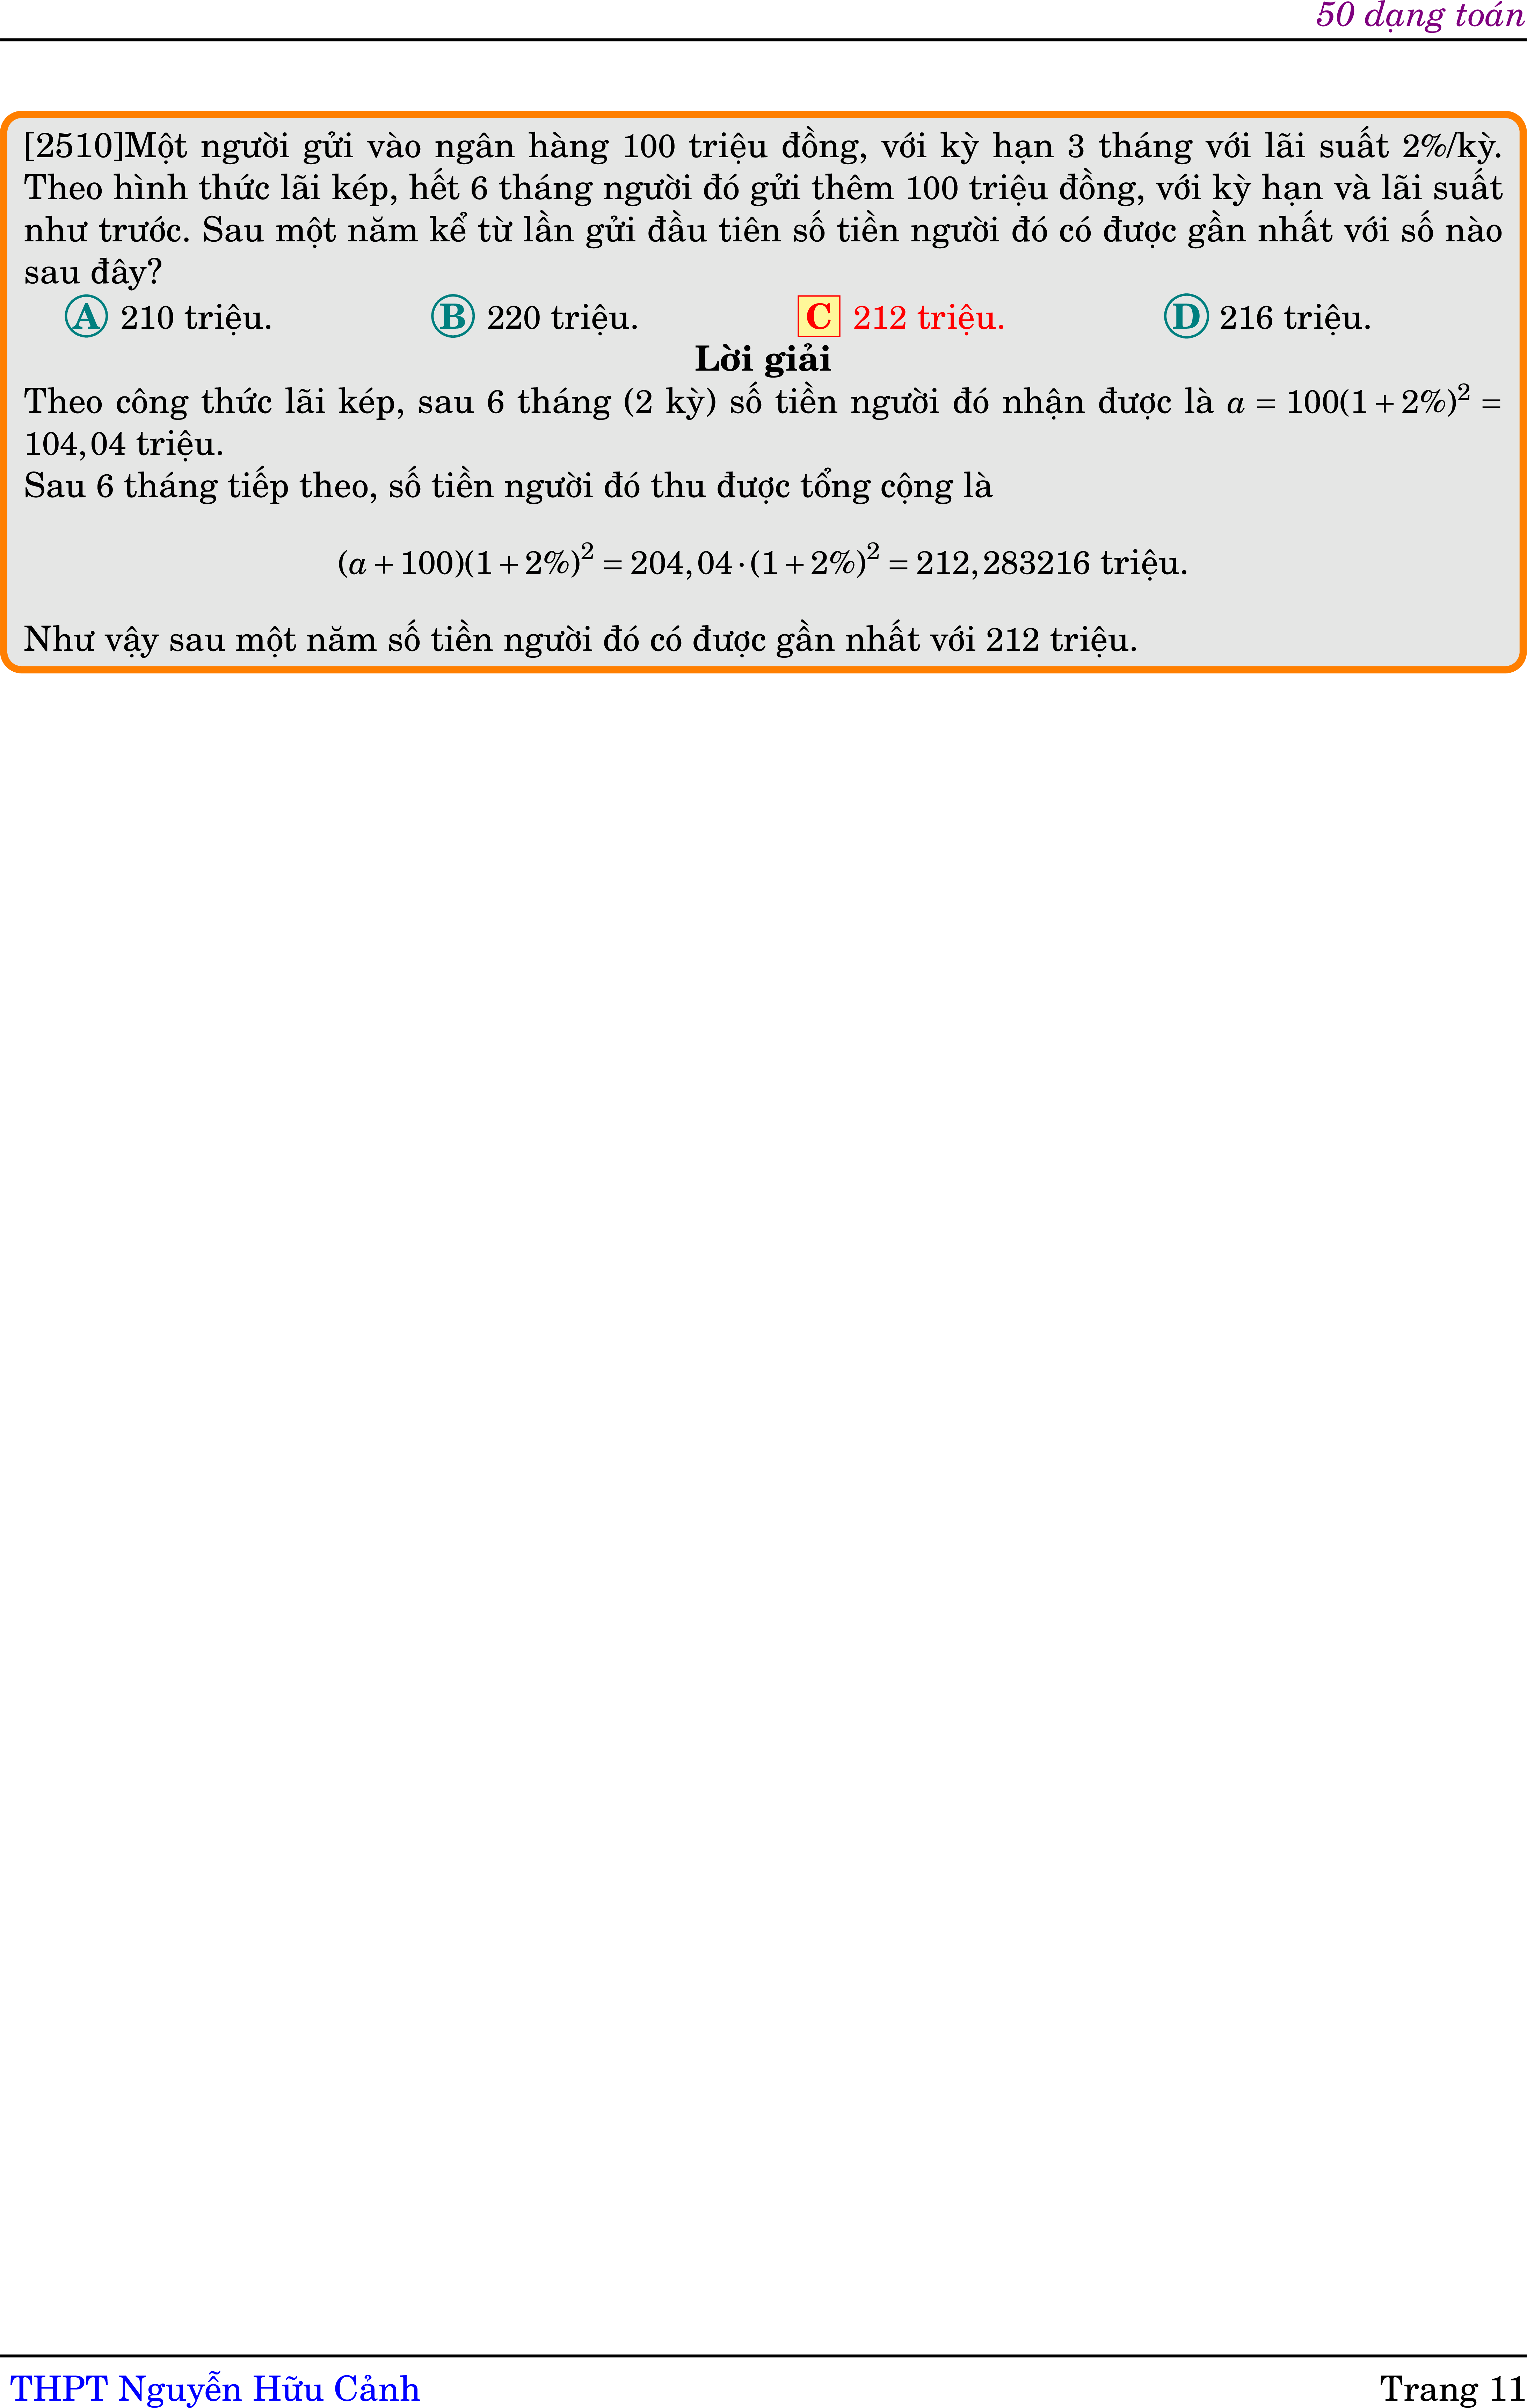 50 dạng toán
[2510]Một người gửi vào ngân hàng 100 triệu đồng, với kỳ hạn 3 tháng với lãi suất 2%/kỳ.
Theo hình thức lãi kép, hết 6 tháng người đó gửi thêm 100 triệu đồng, với kỳ hạn và lãi suất
như trước. Sau một năm kể từ lần gửi đầu tiên số tiền người đó có được gần nhất với số nào
sau đây?
A 210 triệu. B 220 triệu. C 212 triệu. D 216 triệu.
Lời giải
Theo công thức lãi kép, sau 6 tháng (2 kỳ) số tiền người đó nhận được là a = 100(1 + 2%)² =
104,04 triệu.
Sau 6 tháng tiếp theo, số tiền người đó thu được tổng cộng là
(a + 100)(1 + 2%)² = 204,04 · (1 + 2%)² = 212,283216 triệu.
Như vậy sau một năm số tiền người đó có được gần nhất với 212 triệu.
THPT Nguyễn Hữu Cảnh Trang 11